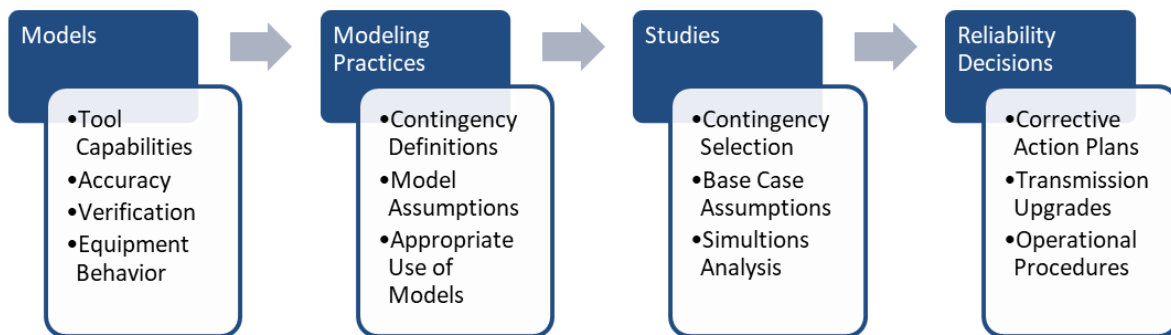 Models
•Tool
Capabilities
•Accuracy
•Verification
•Equipment
Behavior
Modeling
Practices
•Contingency
Definitions
•Model
Assumptions
•Appropriate
Use of
Models
Studies
•Contingency
Selection
•Base Case
Assumptions
•Simultions
Analysis
Reliability
Decisions
•Corrective
Action Plans
•Transmission
Upgrades
•Operational
Procedures